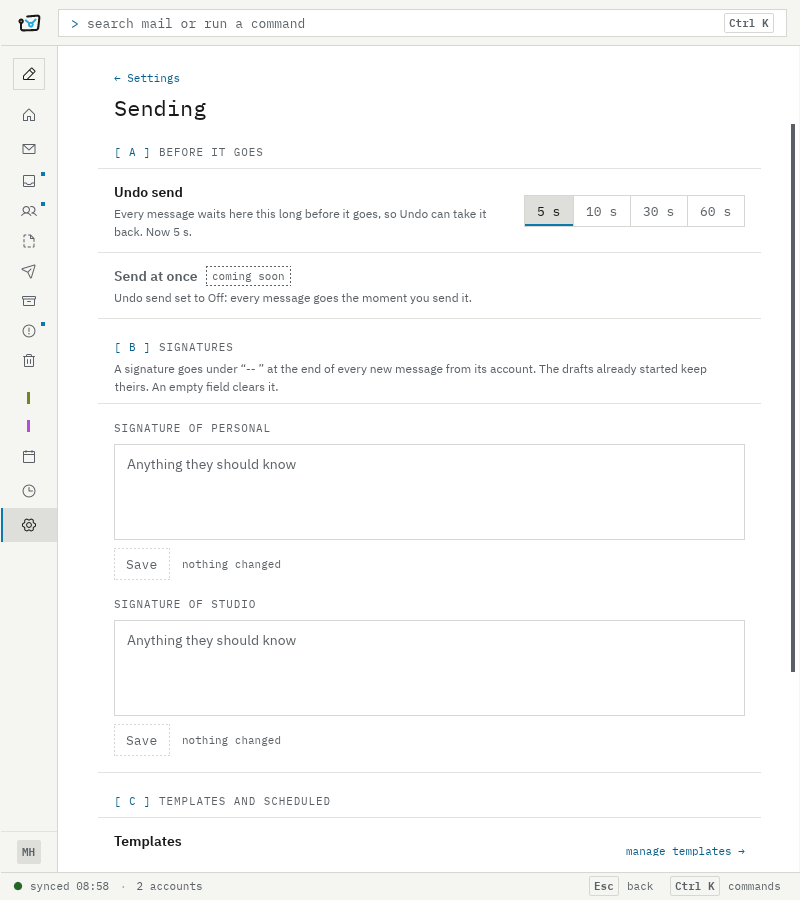 > search mail or run a command
Ctrl K
← Settings
Sending
[ A ] BEFORE IT GOES
Undo send
Every message waits here this long before it goes, so Undo can take it
back. Now 5 s.
5 s
10 s
30 s
60 s
Send at once
coming soon
Undo send set to Off: every message goes the moment you send it.
[ B ] SIGNATURES
A signature goes under “-- ” at the end of every new message from its account. The drafts already started keep
theirs. An empty field clears it.
SIGNATURE OF PERSONAL
Anything they should know
Save
nothing changed
SIGNATURE OF STUDIO
Anything they should know
Save
nothing changed
[ C ] TEMPLATES AND SCHEDULED
Templates
manage templates →
MH
synced 08:58 · 2 accounts
Esc back
Ctrl K commands